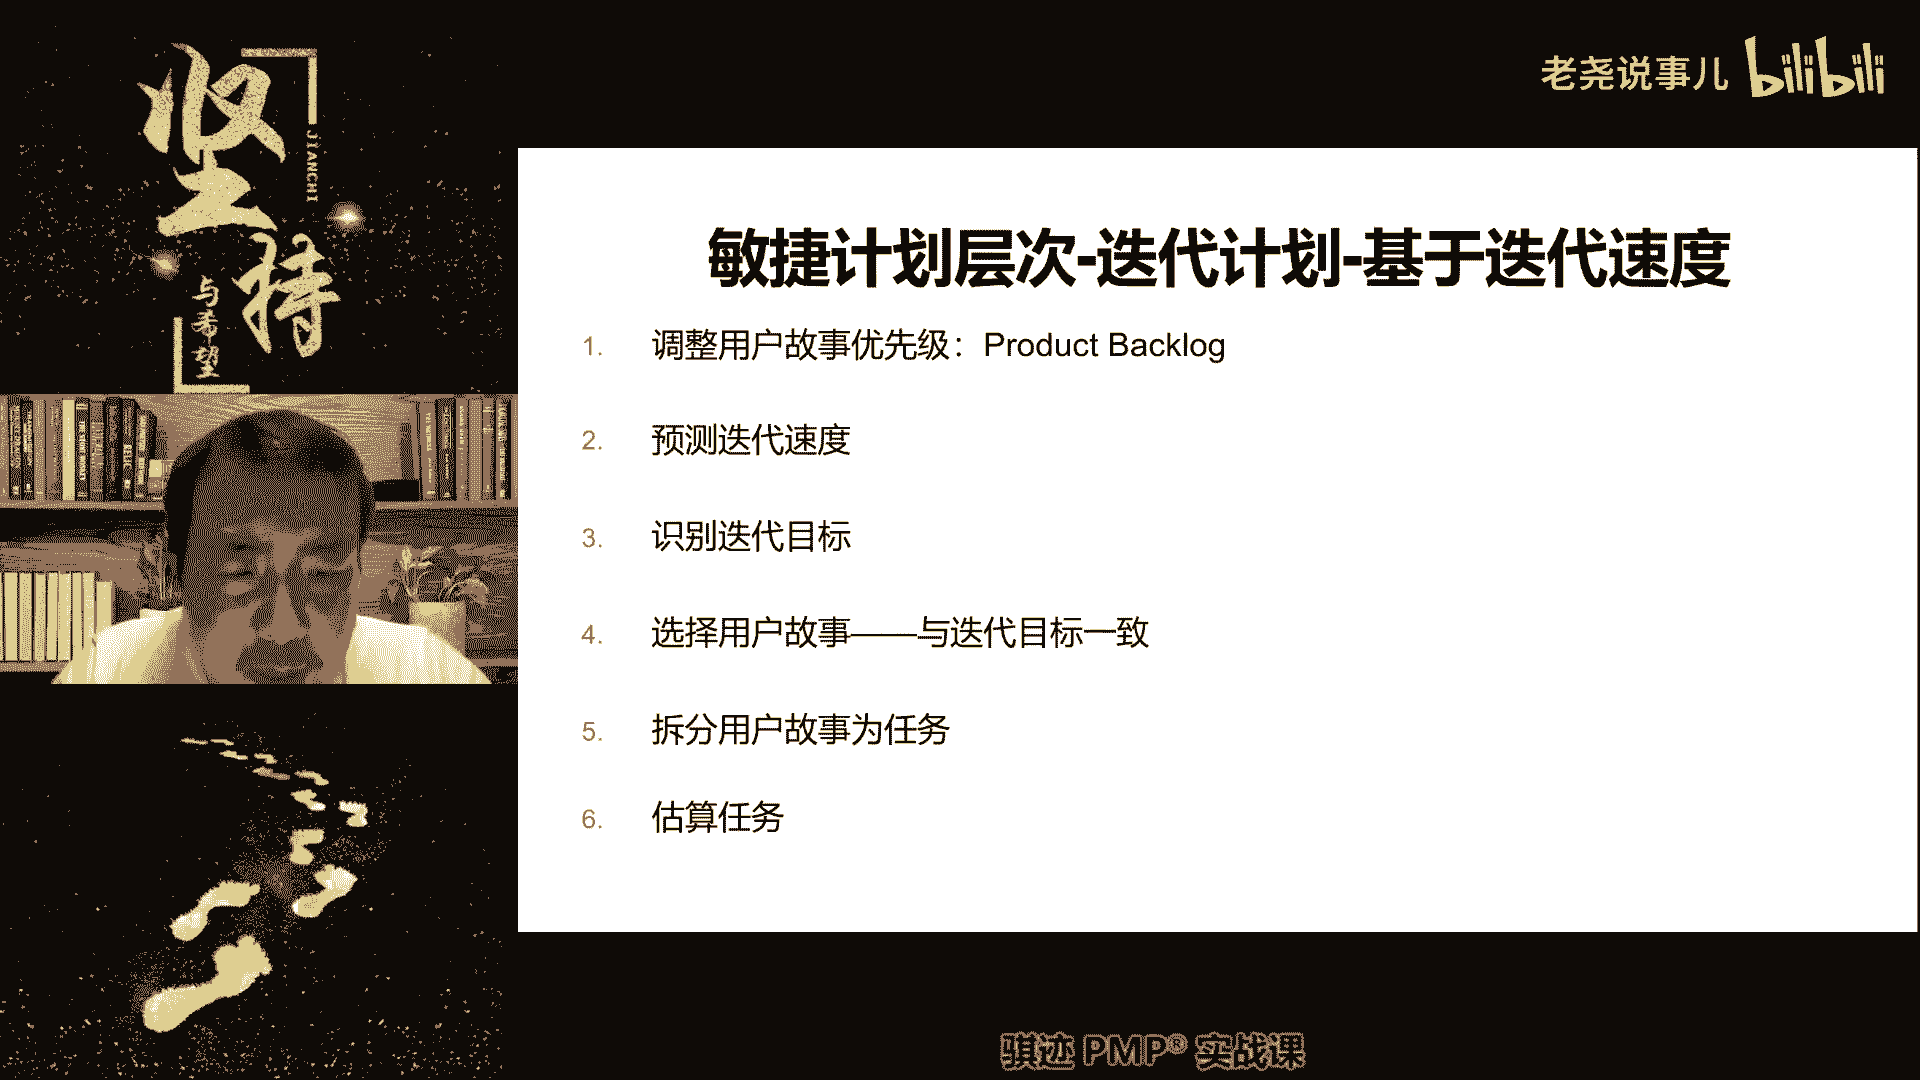 坚持
JIANCHI
与希望
老尧说事儿 bilibili
敏捷计划层次-迭代计划-基于迭代速度
1. 调整用户故事优先级：Product Backlog
2. 预测迭代速度
3. 识别迭代目标
4. 选择用户故事——与迭代目标一致
5. 拆分用户故事为任务
6. 估算任务
骐迹 PMP® 实战课